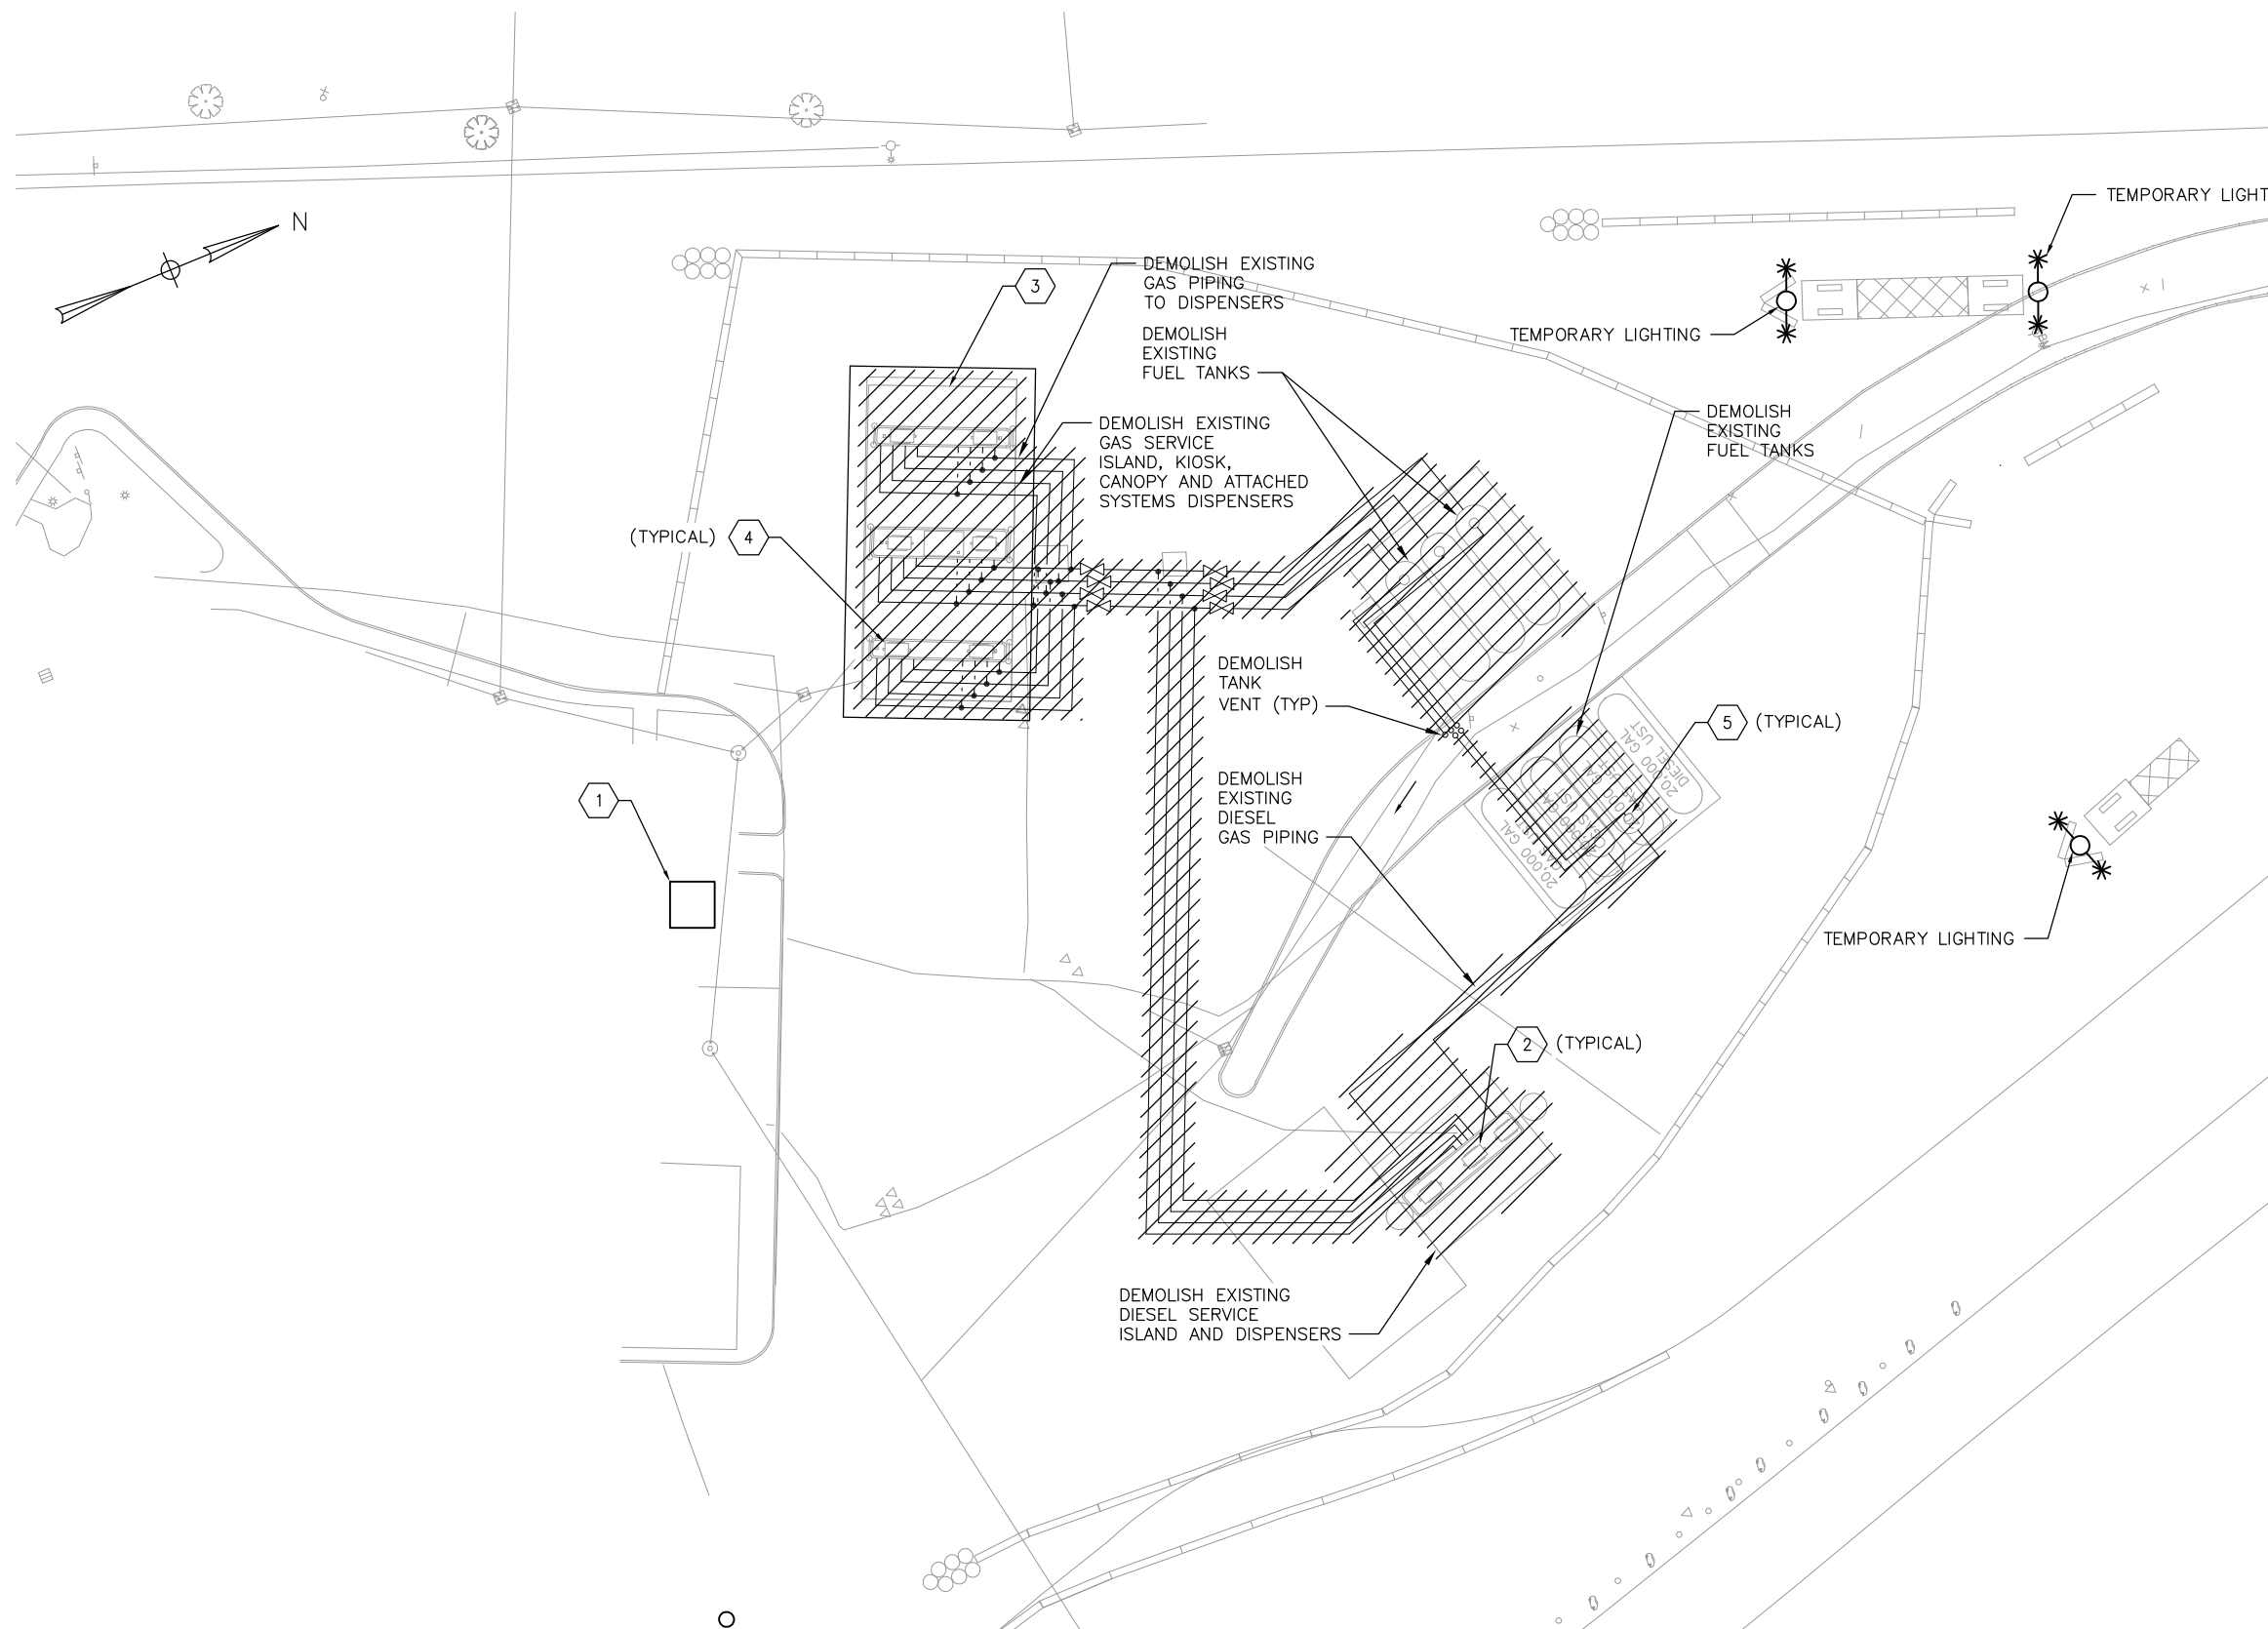 TEMPORARY LIGHT
N
DEMOLISH EXISTING
GAS PIPING
TO DISPENSERS
3
TEMPORARY LIGHTING
DEMOLISH
EXISTING
FUEL TANKS
DEMOLISH EXISTING
GAS SERVICE
ISLAND, KIOSK,
CANOPY AND ATTACHED
SYSTEMS DISPENSERS
DEMOLISH
EXISTING
FUEL TANKS
(TYPICAL) 4
DEMOLISH
TANK
VENT (TYP)
5 (TYPICAL)
20,000 GAL
DIESEL UST
20,000 GAL
DEMOLISH
EXISTING
DIESEL
GAS PIPING
1
TEMPORARY LIGHTING
2 (TYPICAL)
DEMOLISH EXISTING
DIESEL SERVICE
ISLAND AND DISPENSERS